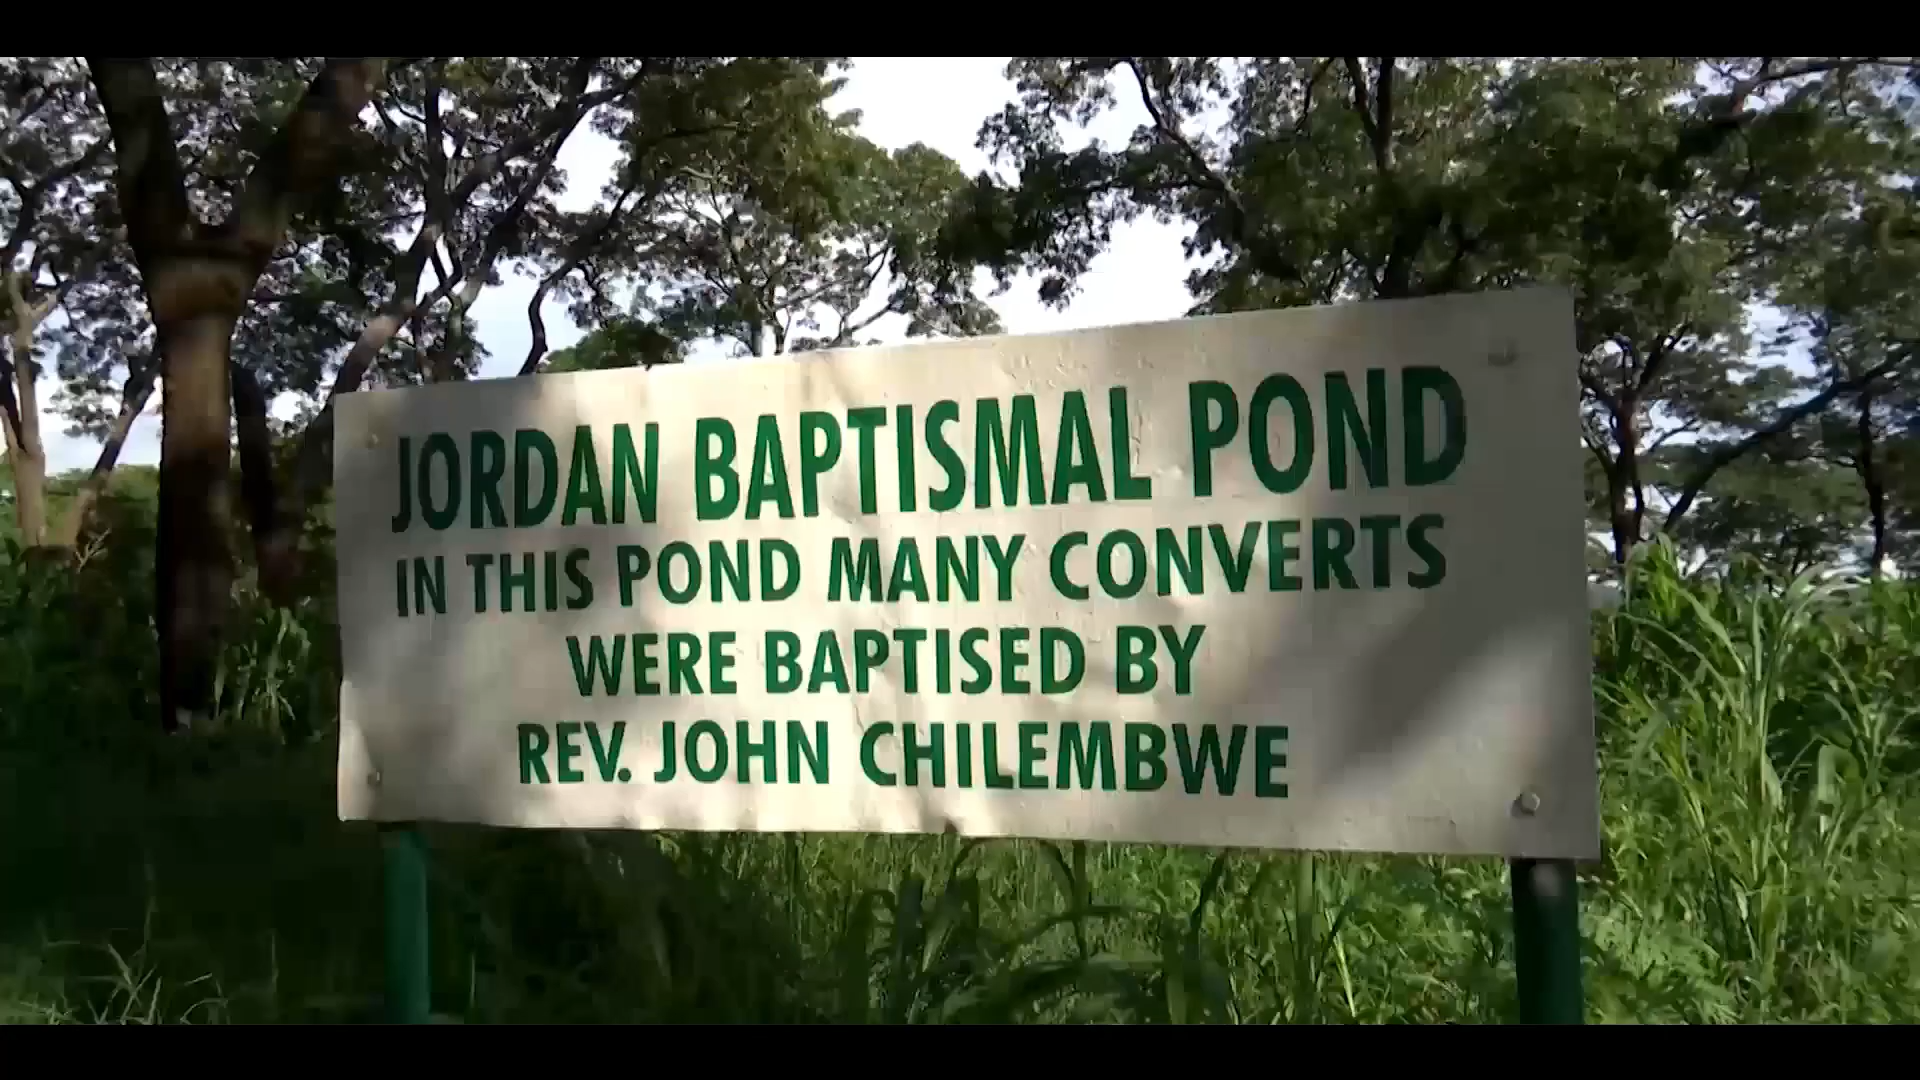 JORDAN BAPTISMAL POND
IN THIS POND MANY CONVERTS
WERE BAPTISED BY
REV. JOHN CHILEMBWE